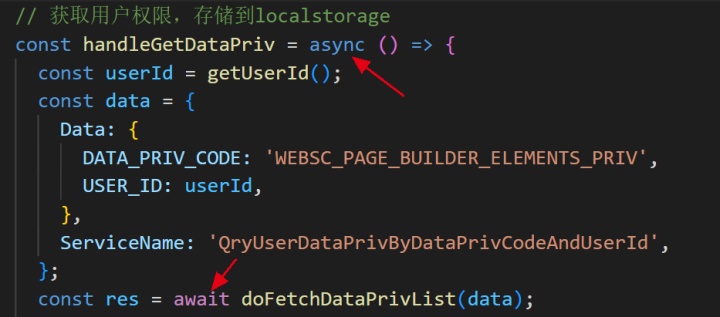 // 获取用户权限，存储到localstorage
const handleGetDataPriv = async () => {
const userId = getUserId();
const data = {
Data: {
DATA_PRIV_CODE: 'WEBSC_PAGE_BUILDER_ELEMENTS_PRIV',
USER_ID: userId,
},
ServiceName: 'QryUserDataPrivByDataPrivCodeAndUserId',
};
const res = await doFetchDataPrivList(data);